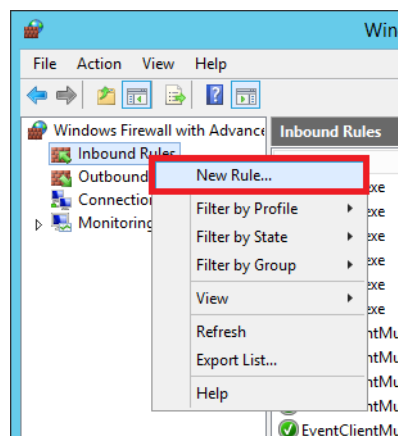 Win
File Action View Help
Windows Firewall with Advance
Inbound Rules
Inbound Rules
Outbound
New Rule...
Connection
Monitoring
Filter by Profile
Filter by State
Filter by Group
View
Refresh
Export List...
Help
exe
exe
exe
exe
exe
exe
ntMu
ntMu
ntMu
ntMu
EventClientMu